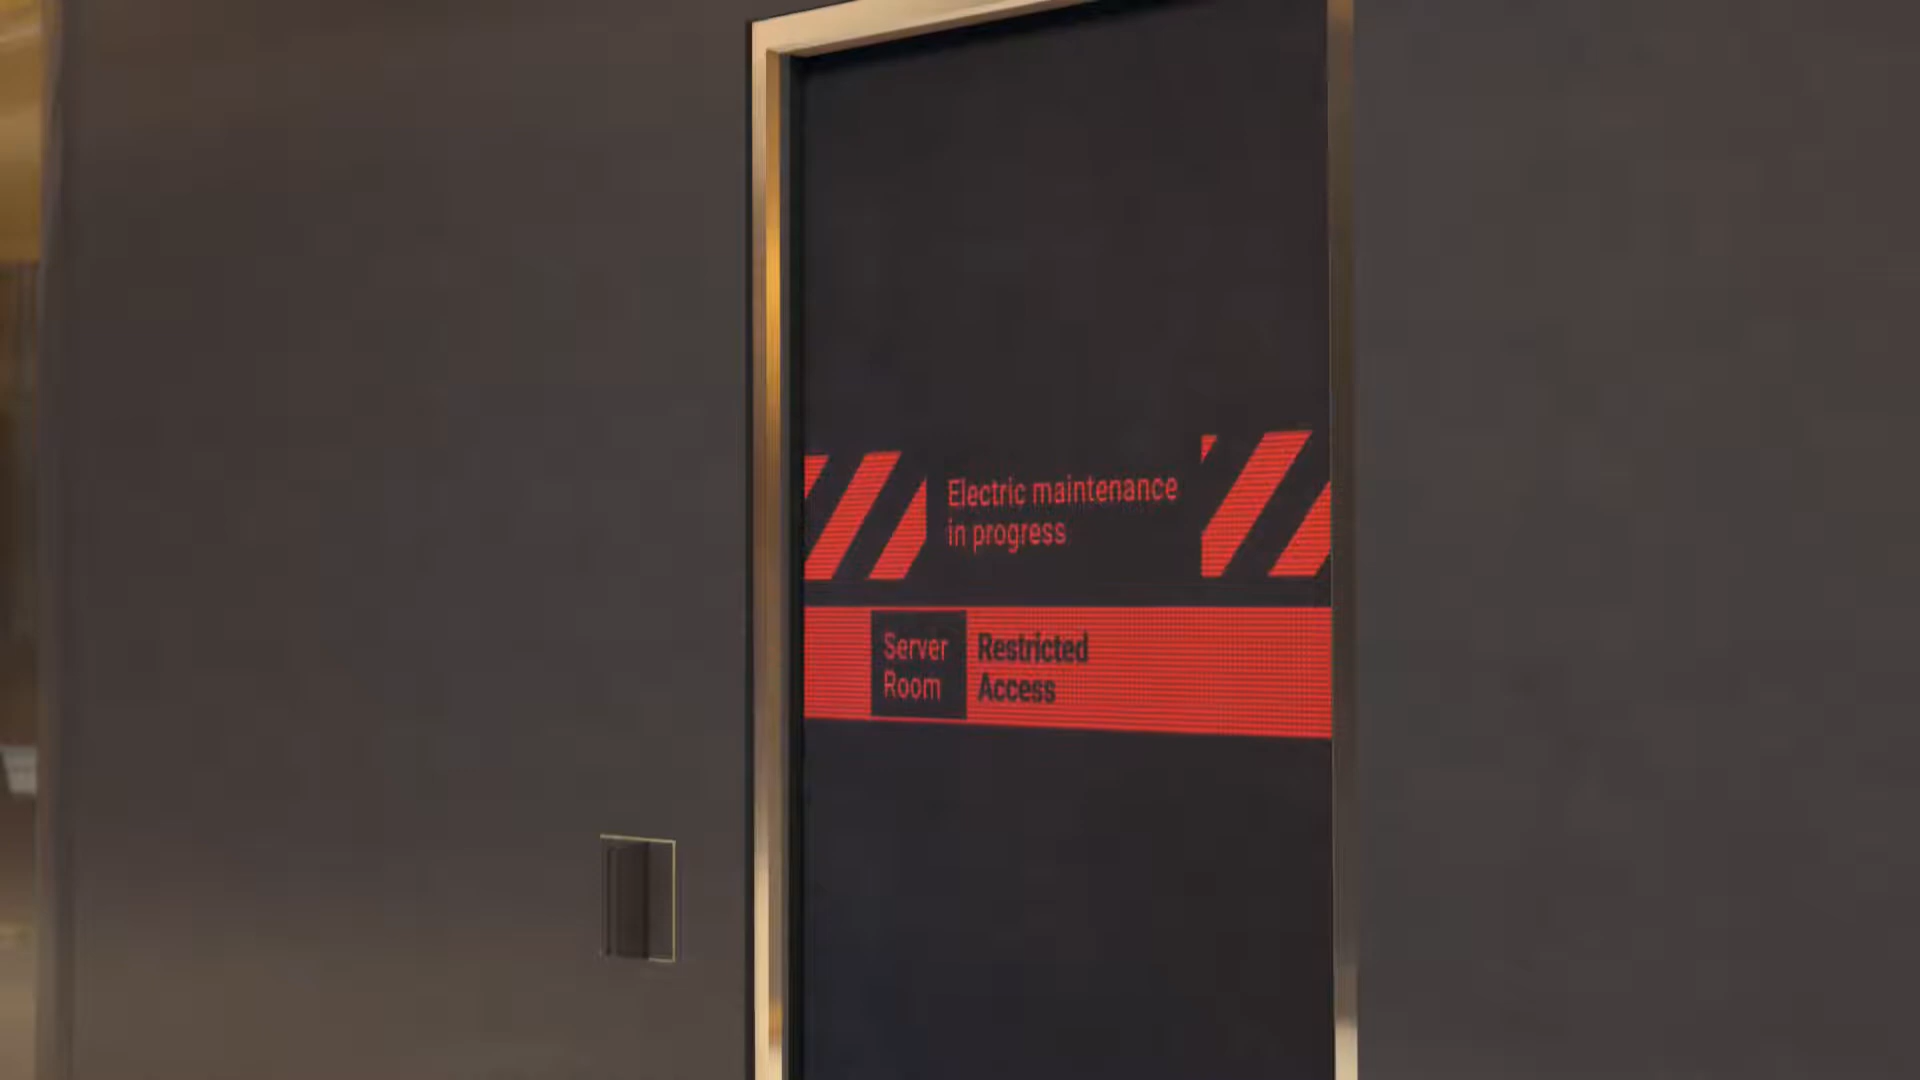 Electric maintenance
in progress
Server
Room
Restricted
Access